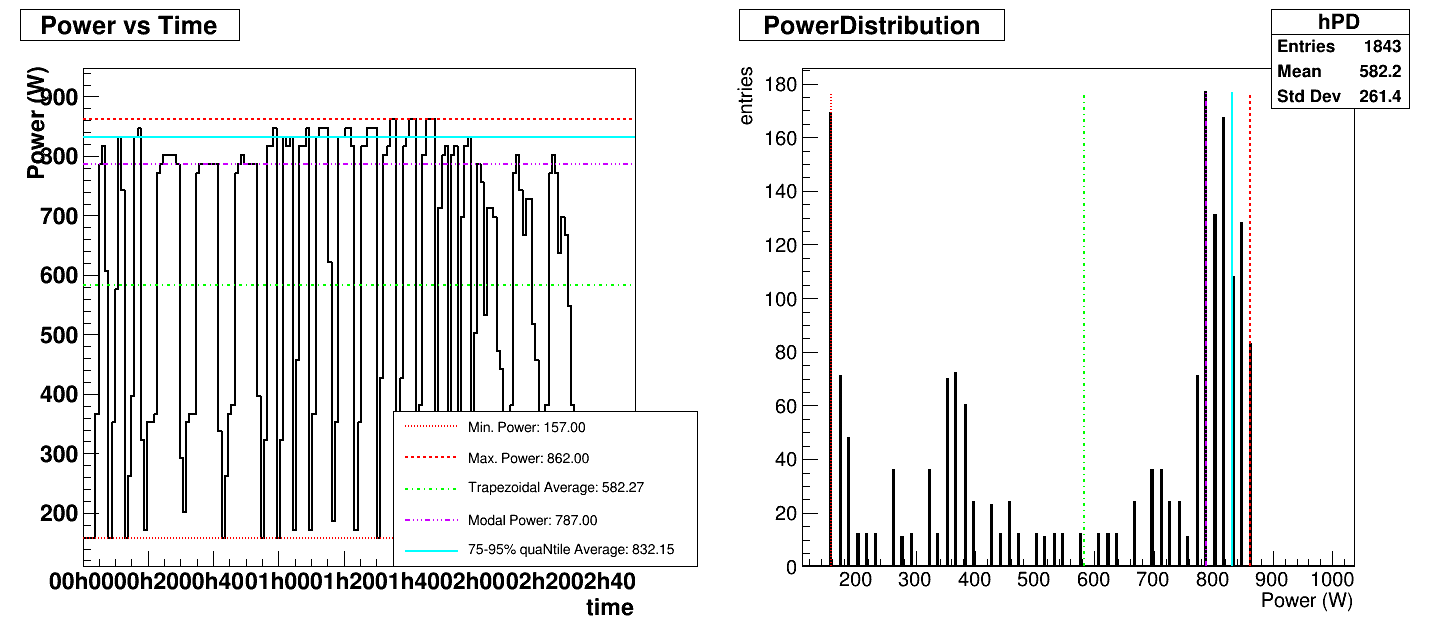 Power vs Time
Power (W)
900
800
700
600
500
400
300
200
00h0000h2000h4001h0001h2001h4002h0002h2002h40
time
Min. Power: 157.00
Max. Power: 862.00
Trapezoidal Average: 582.27
Modal Power: 787.00
75-95% quaNtile Average: 832.15
PowerDistribution
hPD
Entries 1843
Mean 582.2
Std Dev 261.4
entries
180
160
140
120
100
80
60
40
20
0
200 300 400 500 600 700 800 900 1000
Power (W)